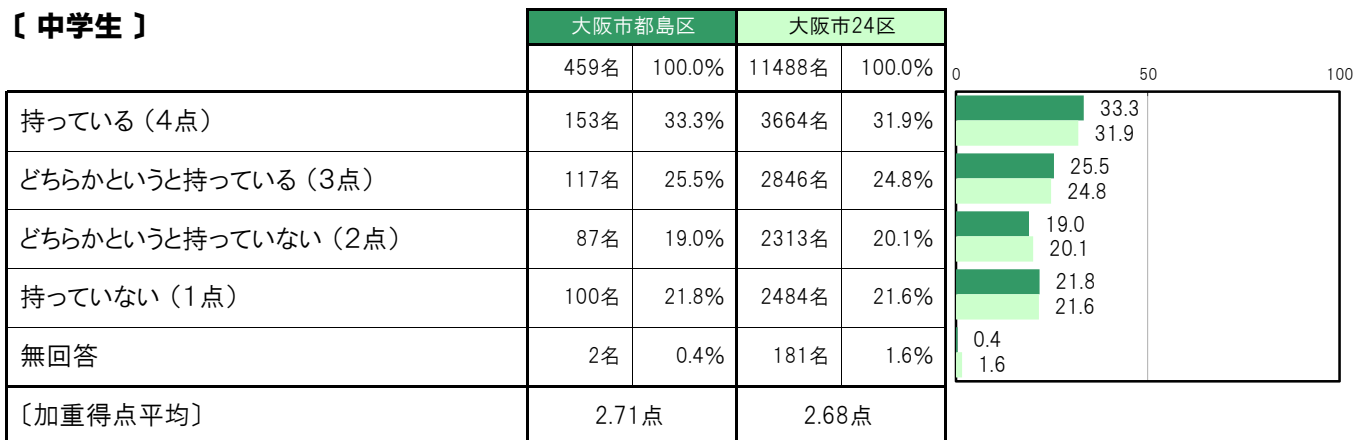 〔 中学生 〕
大阪市都島区 大阪市24区
459名 100.0% 11488名 100.0%
0 50 100
持っている（4点） 153名 33.3% 3664名 31.9%
33.3
31.9
どちらかというと持っている（3点） 117名 25.5% 2846名 24.8%
25.5
24.8
どちらかというと持っていない（2点） 87名 19.0% 2313名 20.1%
19.0
20.1
持っていない（1点） 100名 21.8% 2484名 21.6%
21.8
21.6
無回答 2名 0.4% 181名 1.6%
0.4
1.6
〔加重得点平均〕 2.71点 2.68点